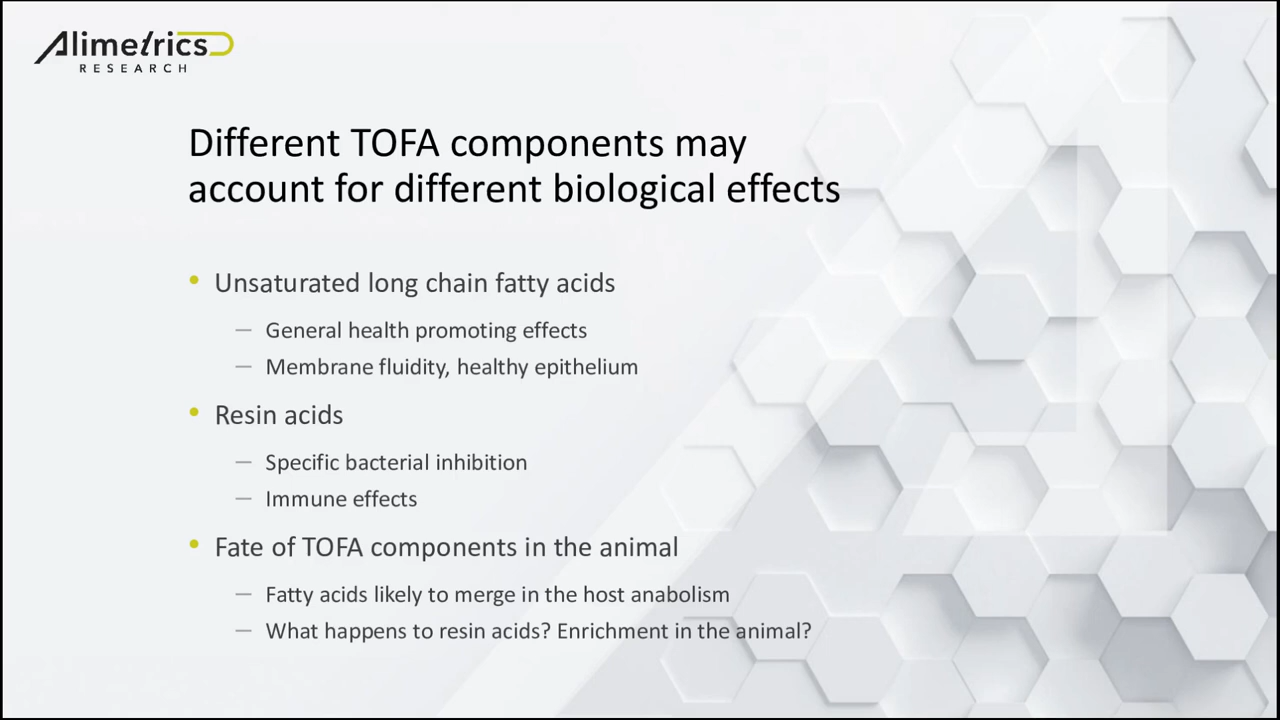 Alimetrics
RESEARCH
Different TOFA components may
account for different biological effects
• Unsaturated long chain fatty acids
— General health promoting effects
— Membrane fluidity, healthy epithelium
• Resin acids
— Specific bacterial inhibition
— Immune effects
• Fate of TOFA components in the animal
— Fatty acids likely to merge in the host anabolism
— What happens to resin acids? Enrichment in the animal?